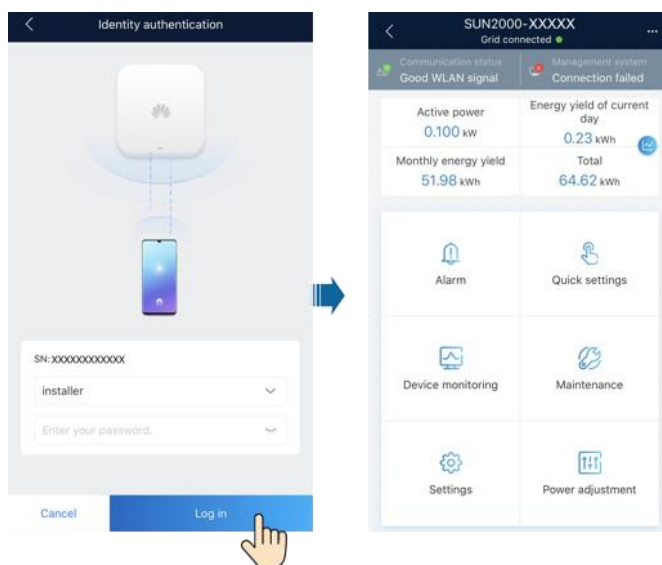 Identity authentication
SN: XXXXXXXXXXXX
installer
Enter your password.
Cancel
Log in
SUN2000-XXXXX
Grid connected
Communication status
Good WLAN signal
Management system
Connection failed
Active power
0.100 kW
Energy yield of current
day
0.23 kWh
Monthly energy yield
51.98 kWh
Total
64.62 kWh
Alarm
Quick settings
Device monitoring
Maintenance
Settings
Power adjustment